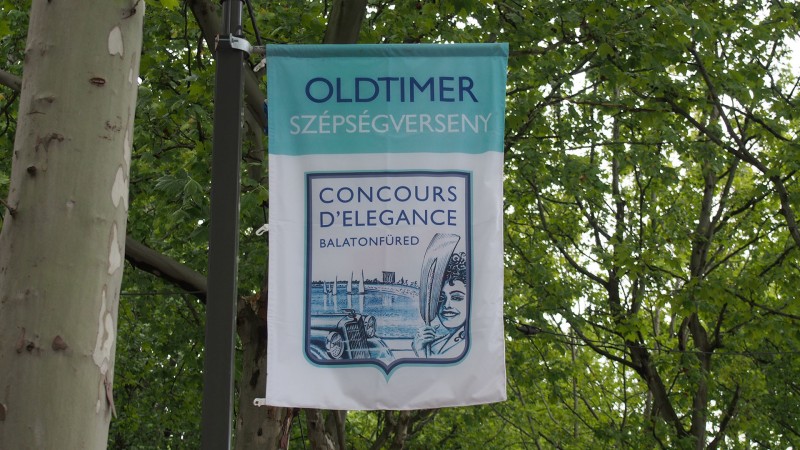 OLDTIMER
SZÉPSÉGVERSENY
CONCOURS
D'ELEGANCE
BALATONFÜRED